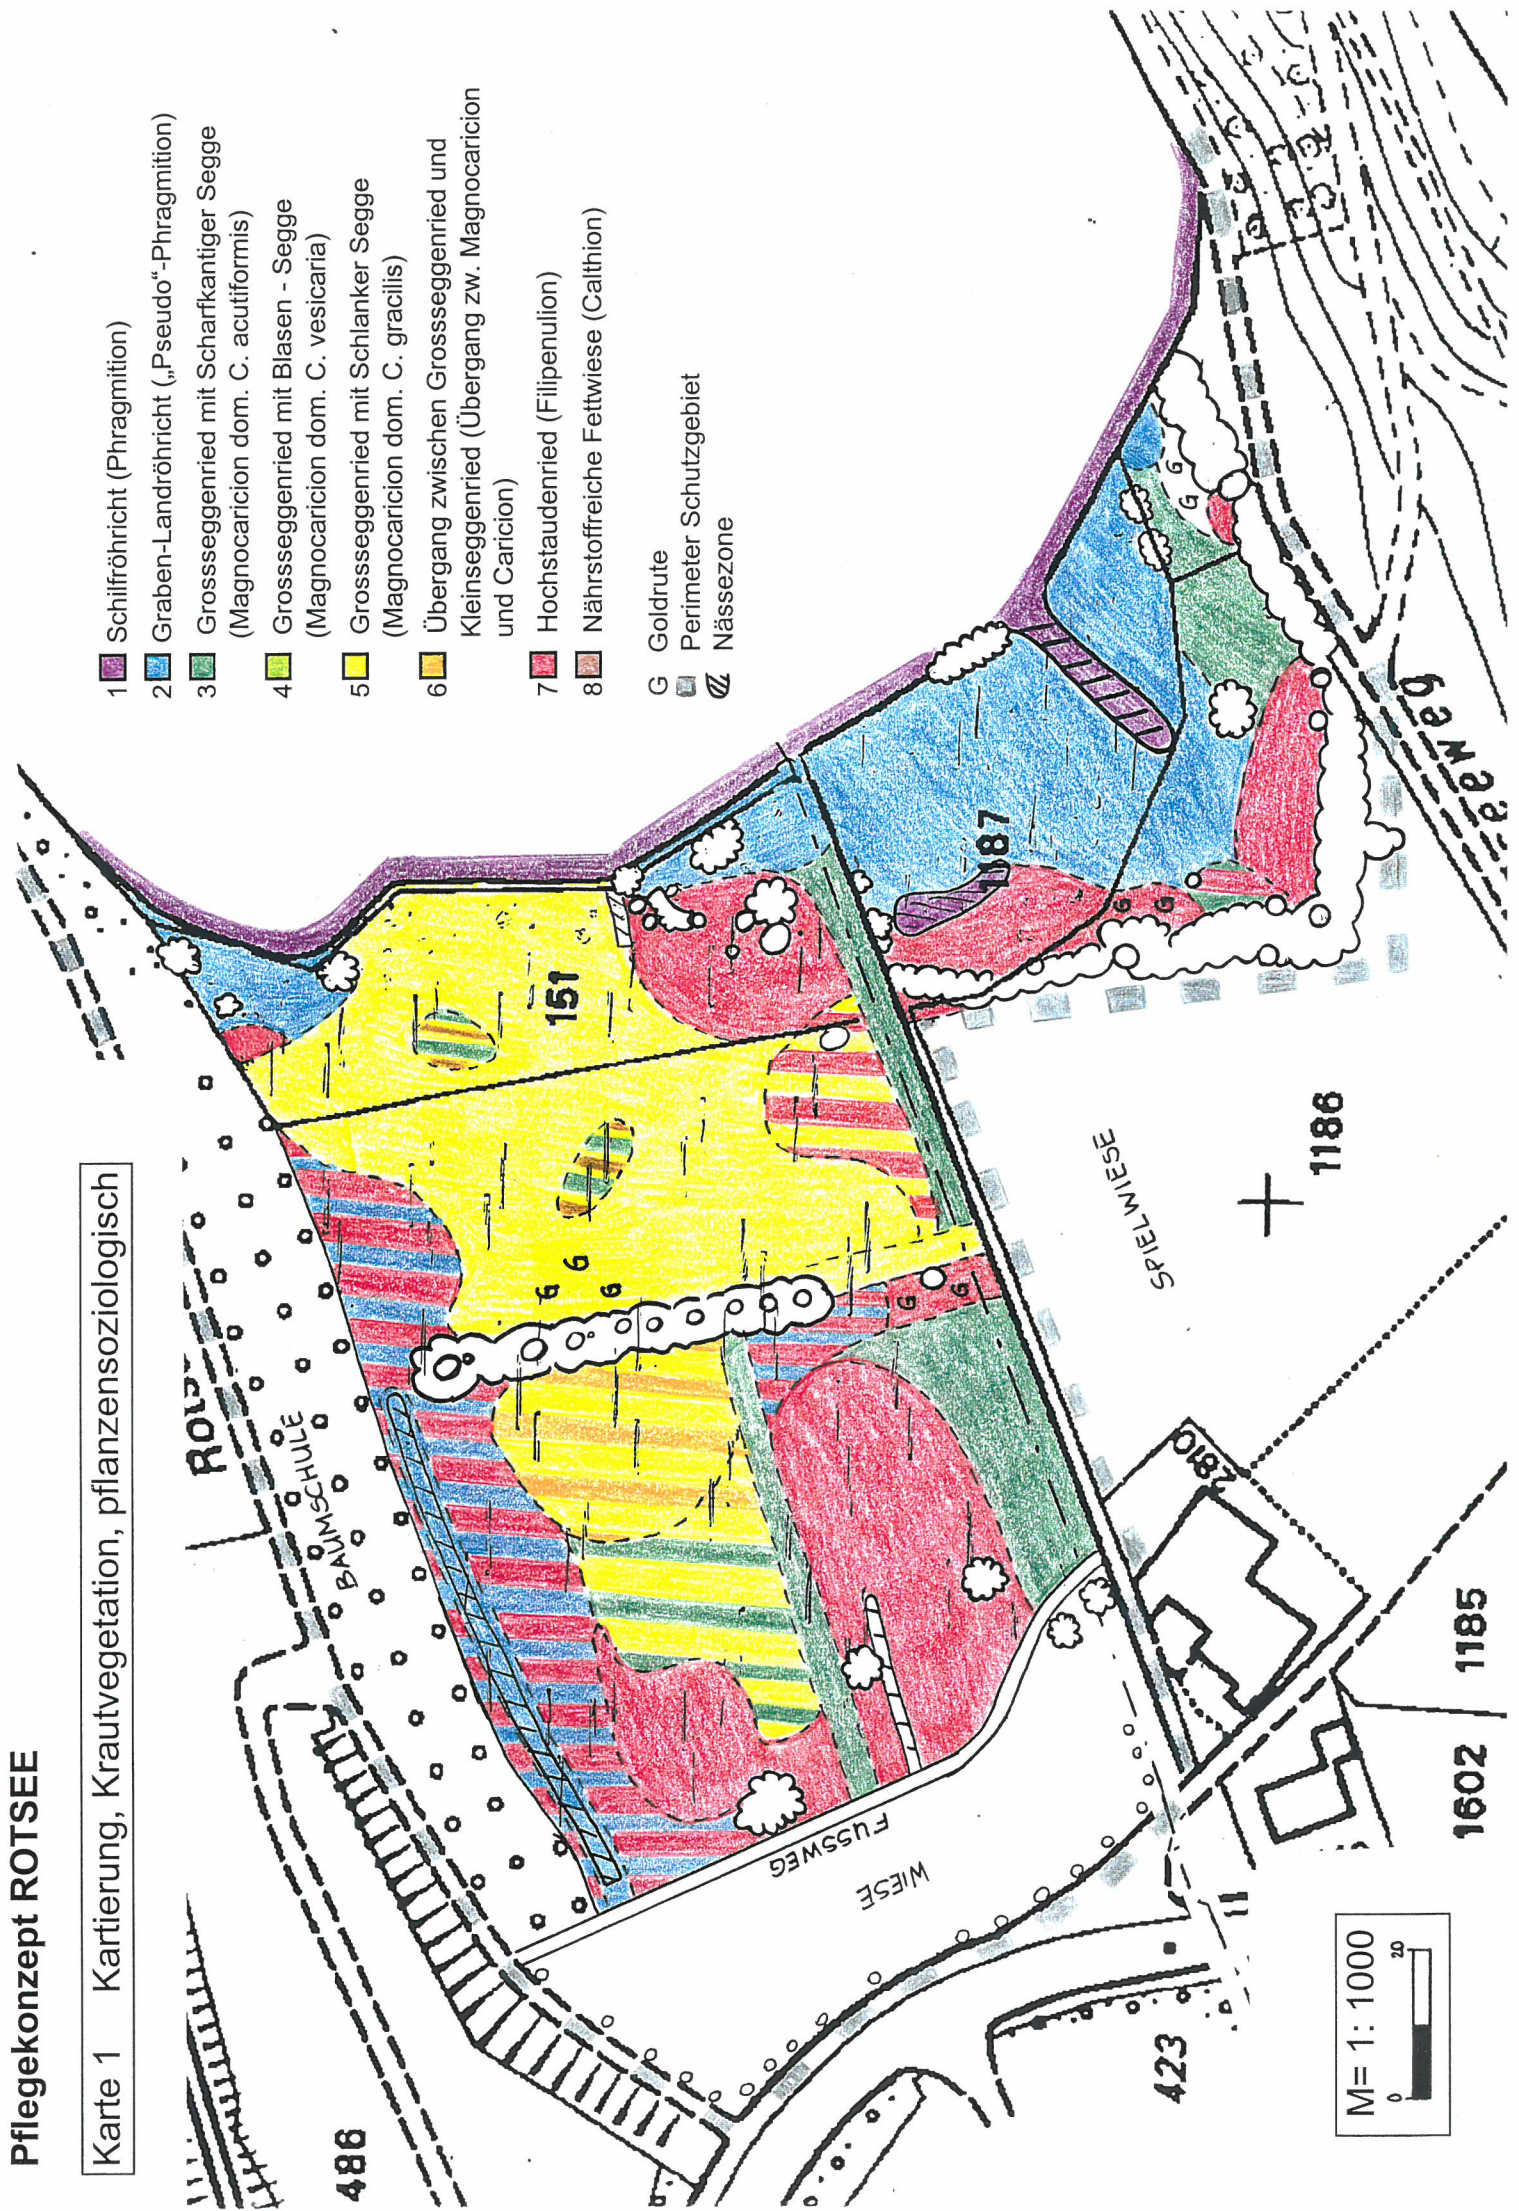 Pflegekonzept ROTSEE
Karte 1 Kartierung, Krautvegetation, pflanzensoziologisch
1 Schilfröhricht (Phragmition)
2 Graben-Landröhricht („Pseudo“-Phragmition)
3 Grossseggenried mit Scharfkantiger Segge
(Magnocaricion dom. C. acutiformis)
4 Grossseggenried mit Blasen - Segge
(Magnocaricion dom. C. vesicaria)
5 Grossseggenried mit Schlanker Segge
(Magnocaricion dom. C. gracilis)
6 Übergang zwischen Grossseggenried und
Kleinseggenried (Übergang zw. Magnocaricion
und Caricion)
7 Hochstaudenried (Filipenulion)
8 Nährstoffreiche Fettwiese (Calthion)
G Goldrute
Perimeter Schutzgebiet
Nässezone
486
BAUMSCHULE
151
G
G
G
G
G
1187
G
G
G
G
FUSSWEG
WIESE
SPIELWIESE
1186
2810
1185
1602
423
M= 1: 1000
0 20